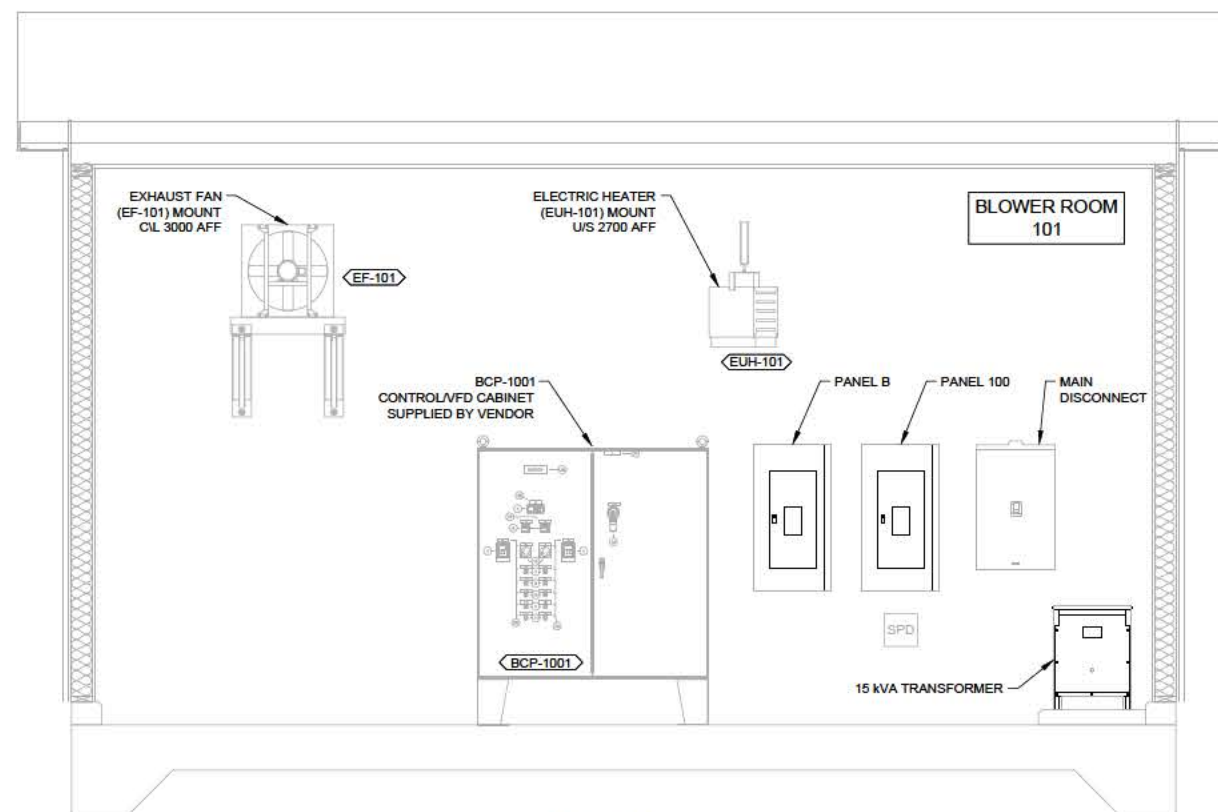 EXHAUST FAN
(EF-101) MOUNT
C\L 3000 AFF
EF-101
ELECTRIC HEATER
(EUH-101) MOUNT
U/S 2700 AFF
EUH-101
BLOWER ROOM
101
BCP-1001
CONTROL/VFD CABINET
SUPPLIED BY VENDOR
PANEL B
PANEL 100
MAIN
DISCONNECT
SPD
BCP-1001
15 kVA TRANSFORMER